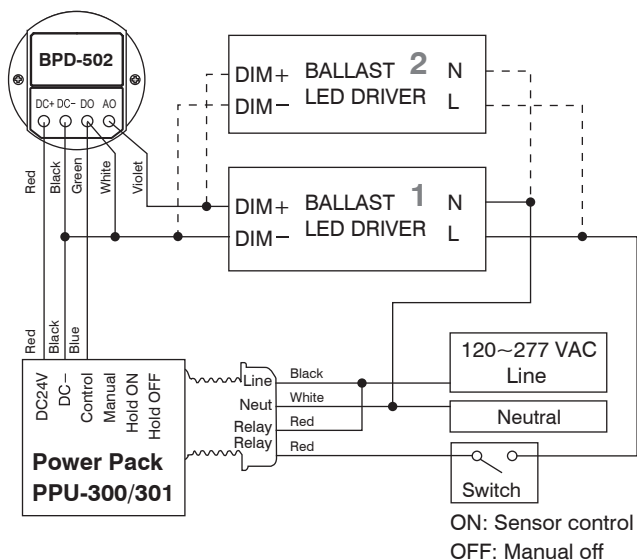 BPD-502
DC+ DC− DO AO
Red
Black
Green
White
Violet
DIM+ BALLAST 2 N
DIM− LED DRIVER L
DIM+ BALLAST 1 N
DIM− LED DRIVER L
Red
Black
Blue
DC24V
DC−
Control
Manual
Hold ON
Hold OFF
Power Pack
PPU-300/301
Line Black
Neut White
Relay Red
Relay Red
120~277 VAC
Line
Neutral
Switch
ON: Sensor control
OFF: Manual off